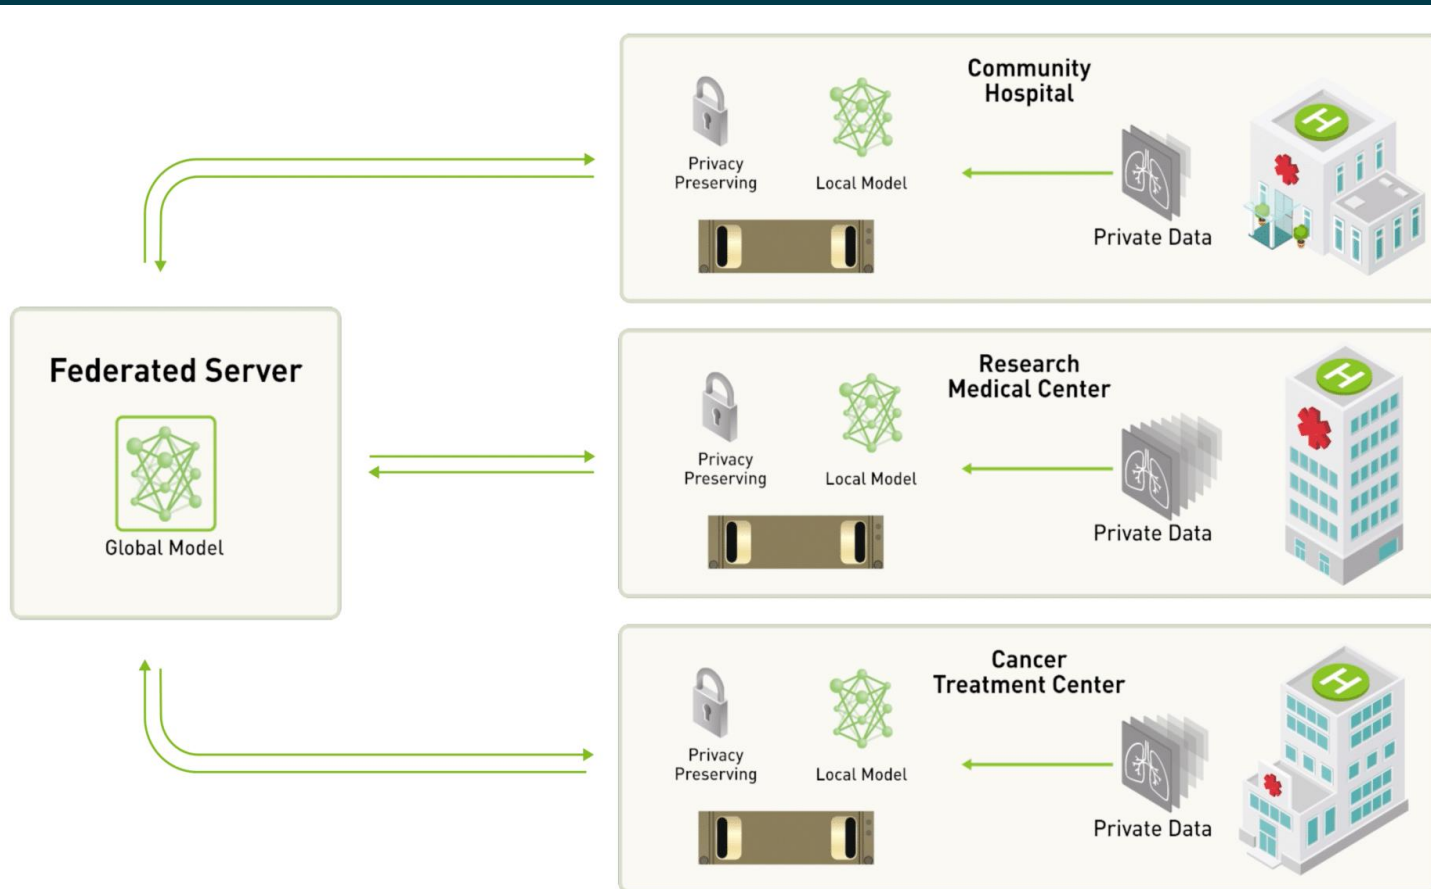 Federated Server
Global Model
Community
Hospital
Privacy
Preserving
Local Model
Private Data
H
Research
Medical Center
Privacy
Preserving
Local Model
Private Data
H
Cancer
Treatment Center
Privacy
Preserving
Local Model
Private Data
H